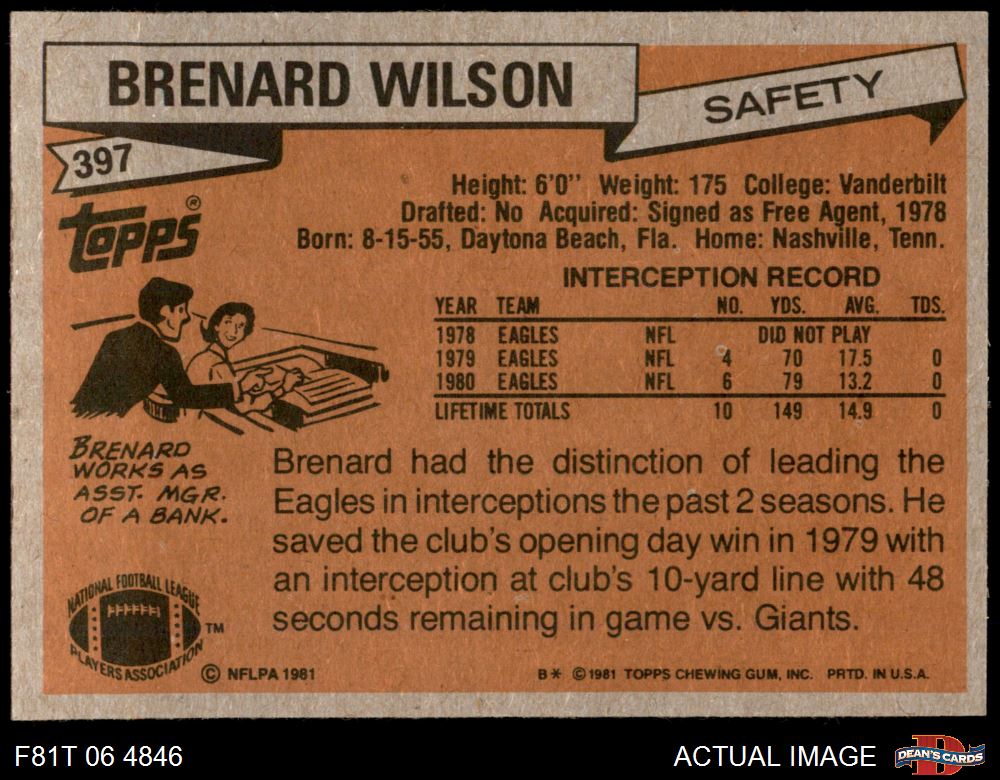 BRENARD WILSON
SAFETY
397
TOPPS®
Height: 6'0'' Weight: 175 College: Vanderbilt
Drafted: No Acquired: Signed as Free Agent, 1978
Born: 8-15-55, Daytona Beach, Fla. Home: Nashville, Tenn.
INTERCEPTION RECORD
YEAR TEAM NO. YDS. AVG. TDS.
1978 EAGLES NFL DID NOT PLAY
1979 EAGLES NFL 4 70 17.5 0
1980 EAGLES NFL 6 79 13.2 0
LIFETIME TOTALS 10 149 14.9 0
BRENARD
WORKS AS
ASST. MGR.
OF A BANK.
Brenard had the distinction of leading the
Eagles in interceptions the past 2 seasons. He
saved the club's opening day win in 1979 with
an interception at club's 10-yard line with 48
seconds remaining in game vs. Giants.
NATIONAL FOOTBALL LEAGUE
PLAYERS ASSOCIATION
TM
© NFLPA 1981
B* © 1981 TOPPS CHEWING GUM, INC. PRTD. IN U.S.A.
F81T 06 4846
ACTUAL IMAGE
D
DEAN'S CARDS